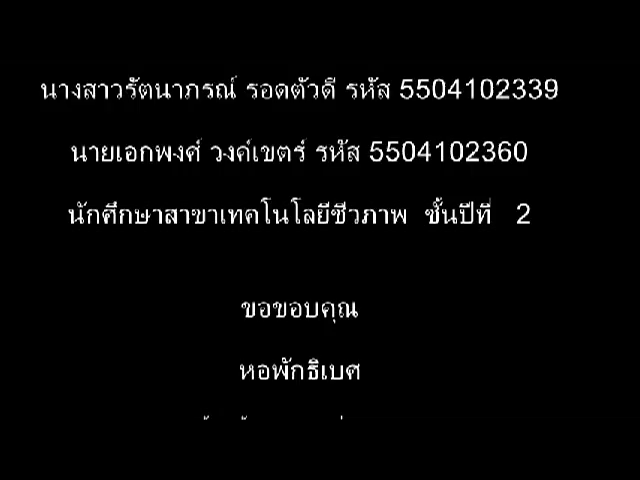 นางสาวรัตนาภรณ์ รอดตัวดี รหัส 5504102339
นายเอกพงศ์ วงค์เขตร์ รหัส 5504102360
นักศึกษาสาขาเทคโนโลยีชีวภาพ ชั้นปีที่ 2
ขอขอบคุณ
หอพักธิเบศ